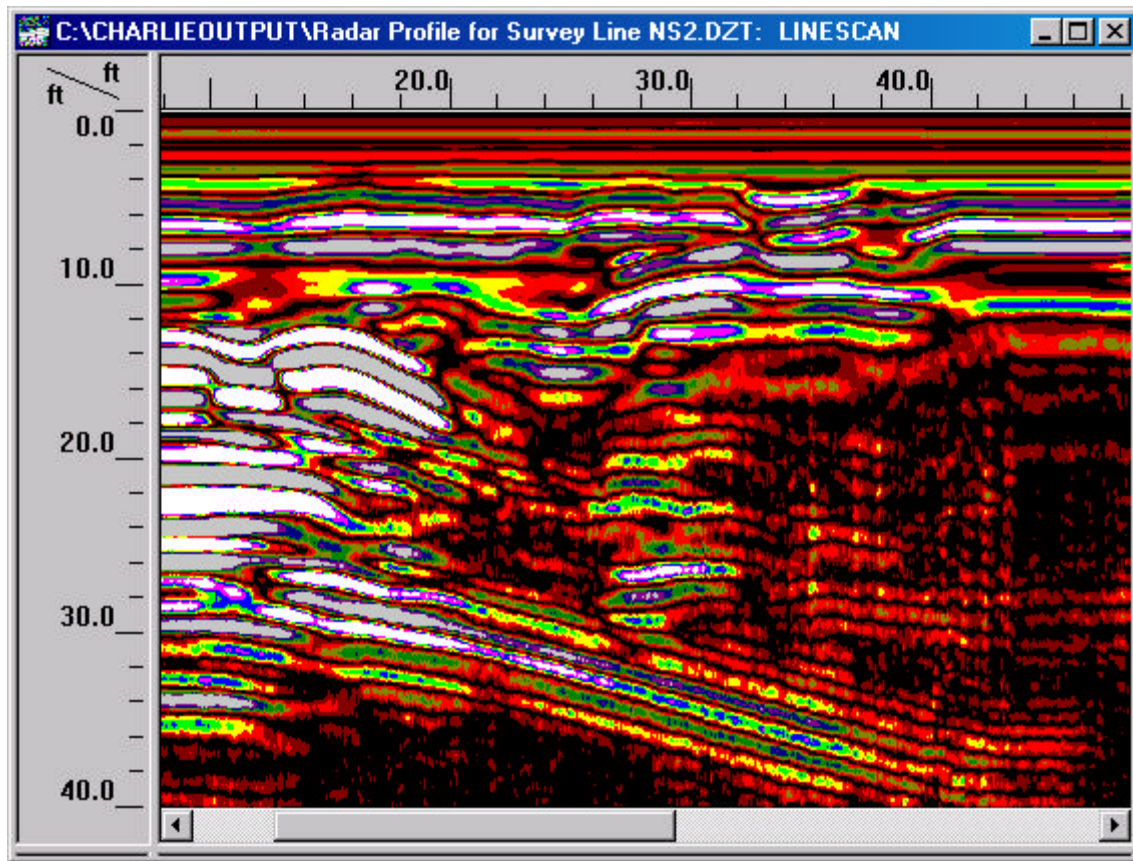 C:\CHARLIEOUTPUT\Radar Profile for Survey Line NS2.DZT: LINESCAN
ft
ft
20.0 30.0 40.0
0.0
10.0
20.0
30.0
40.0